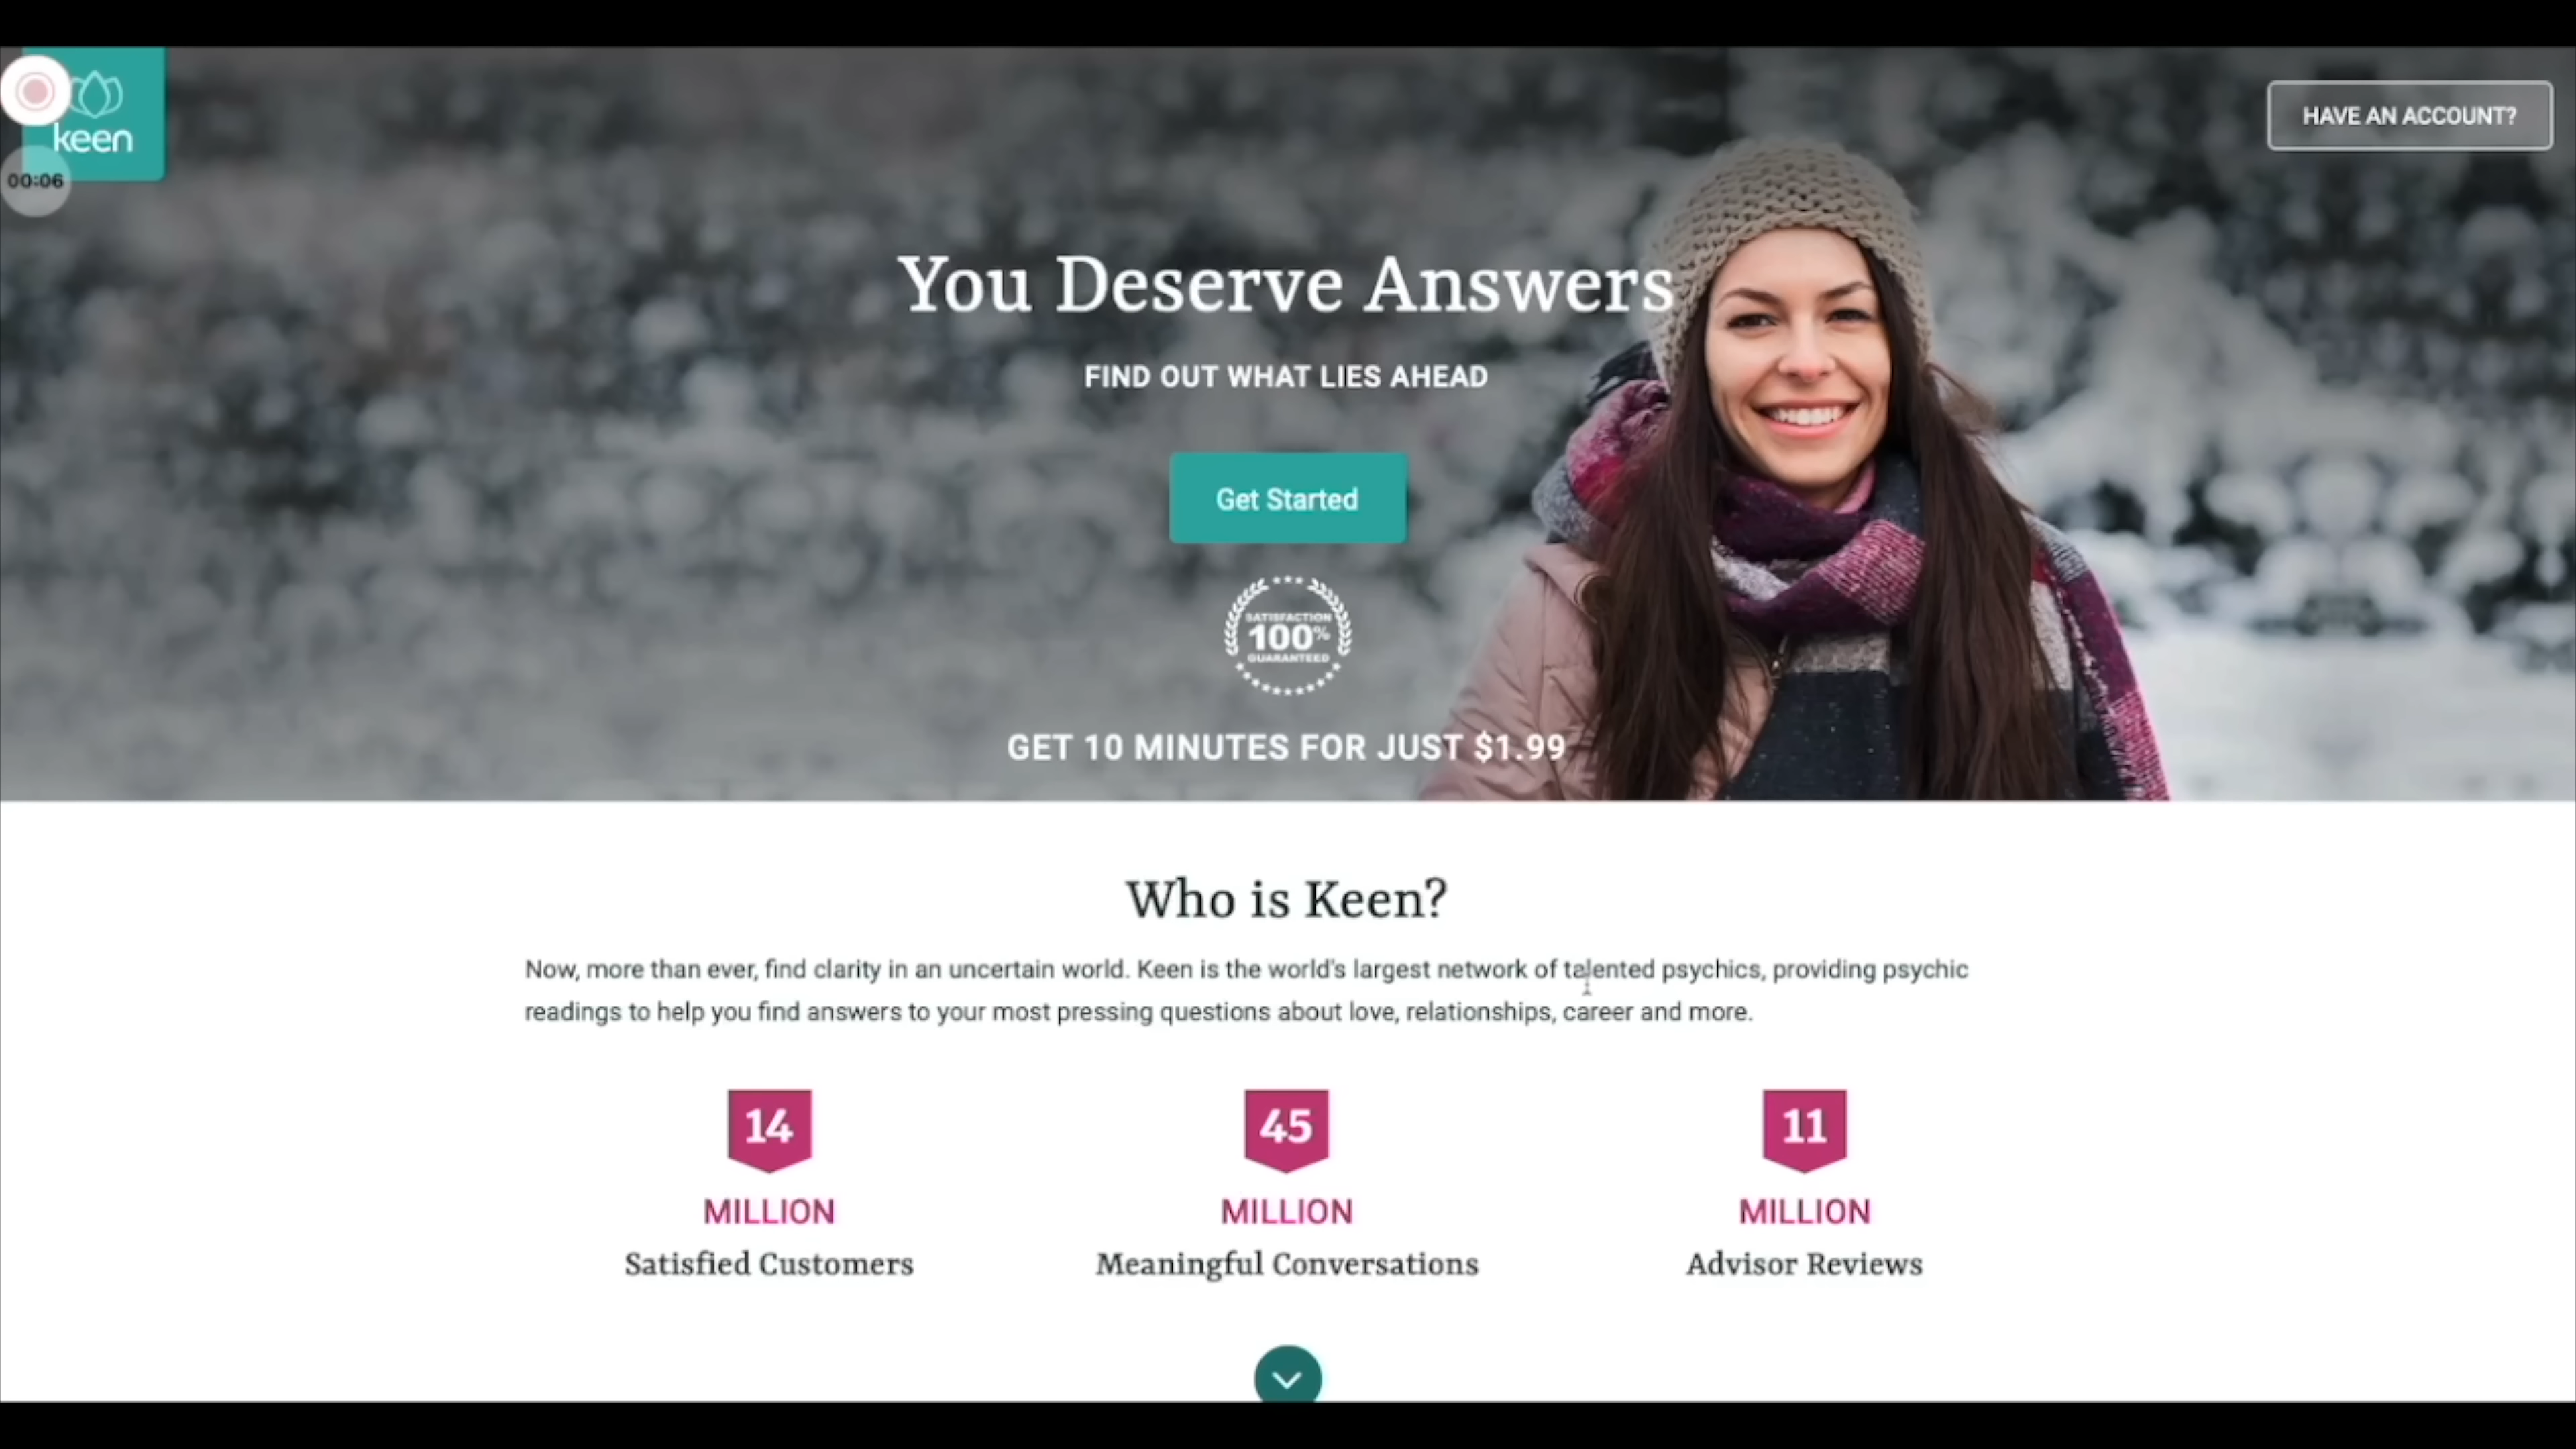 keen
00:06
HAVE AN ACCOUNT?
You Deserve Answers
FIND OUT WHAT LIES AHEAD
Get Started
SATISFACTION
100%
GUARANTEED
GET 10 MINUTES FOR JUST $1.99
Who is Keen?
Now, more than ever, find clarity in an uncertain world. Keen is the world's largest network of talented psychics, providing psychic
readings to help you find answers to your most pressing questions about love, relationships, career and more.
14
MILLION
Satisfied Customers
45
MILLION
Meaningful Conversations
11
MILLION
Advisor Reviews